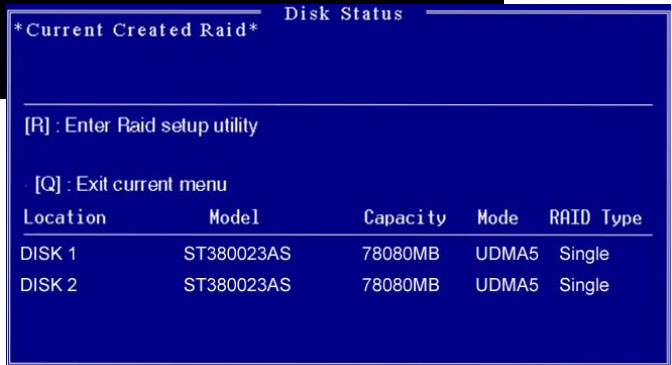 Disk Status
*Current Created Raid*
[R] : Enter Raid setup utility
[Q] : Exit current menu
Location Model Capacity Mode RAID Type
DISK 1 ST380023AS 78080MB UDMA5 Single
DISK 2 ST380023AS 78080MB UDMA5 Single